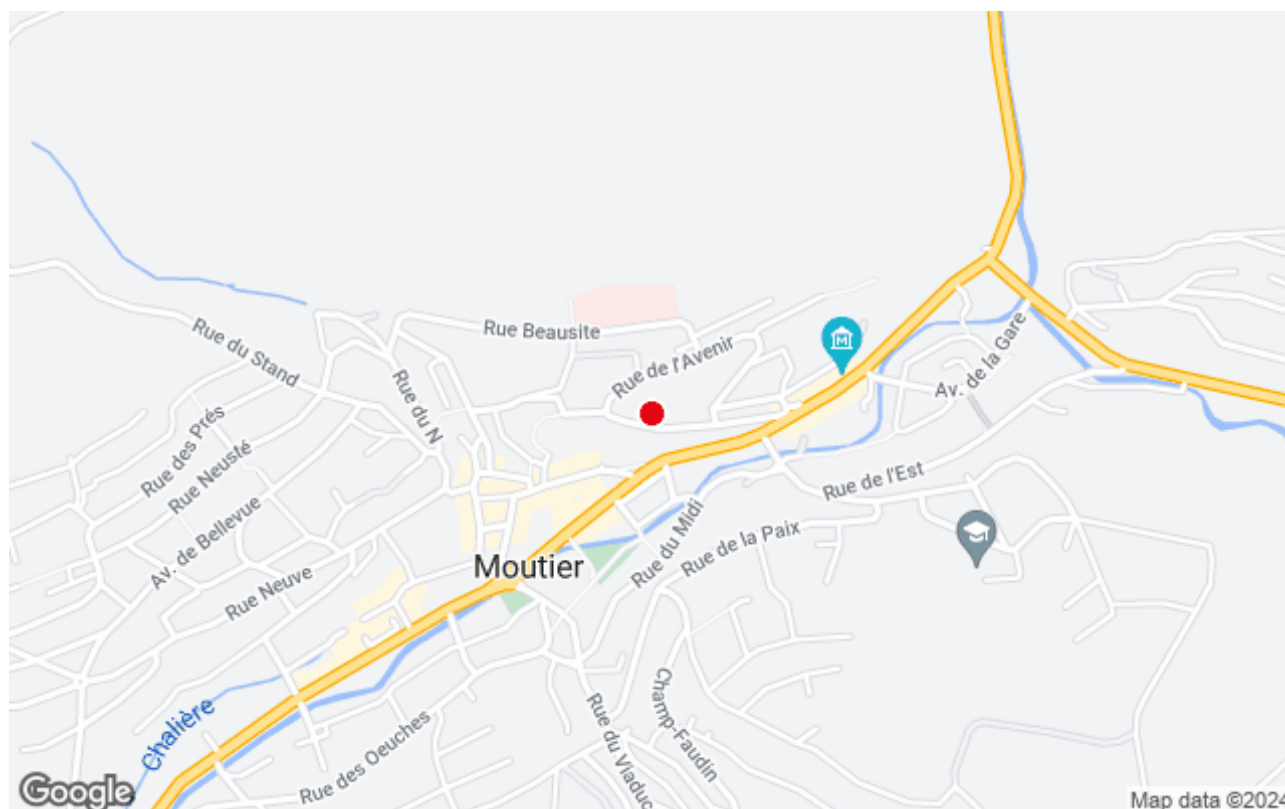 Rue du Stand
Rue Beausite
Rue de l'Avenir
Av. de la Gare
Rue du N
Rue des Prés
Rue Neusté
Av. de Bellevue
Rue Neuve
Rue de l'Est
Rue du Midi
Rue de la Paix
Moutier
Champ-Faudin
Rue du Viaduc
Chalière
Rue des Oeuches
Google
Map data ©2024